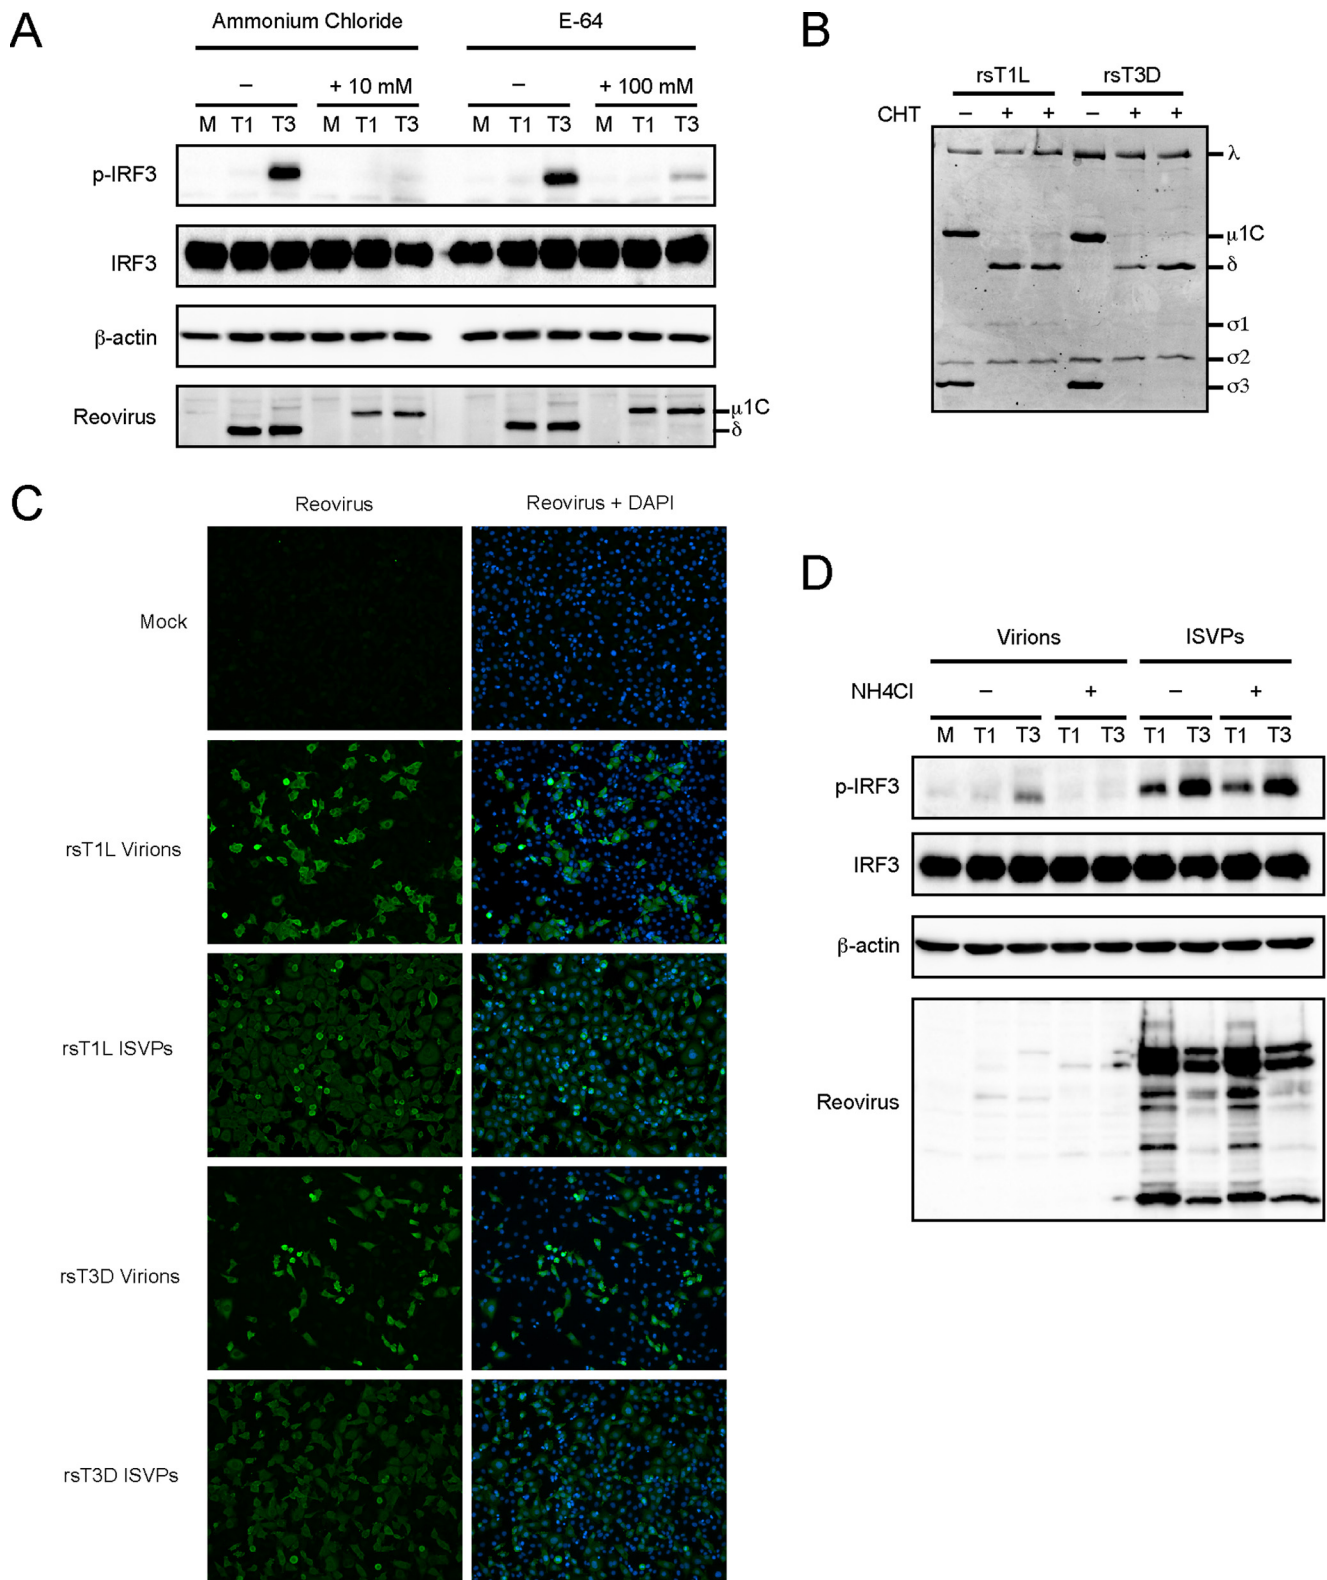 A
Ammonium Chloride E-64
– + 10 mM – + 100 mM
M T1 T3 M T1 T3 M T1 T3 M T1 T3
p-IRF3
IRF3
β-actin
Reovirus
μ1C
δ
B
rsT1L rsT3D
CHT – + + – + +
λ
μ1C
δ
σ1
σ2
σ3
C
Reovirus Reovirus + DAPI
Mock
rsT1L Virions
rsT1L ISVPs
rsT3D Virions
rsT3D ISVPs
D
Virions ISVPs
NH4Cl – + – +
M T1 T3 T1 T3 T1 T3 T1 T3
p-IRF3
IRF3
β-actin
Reovirus